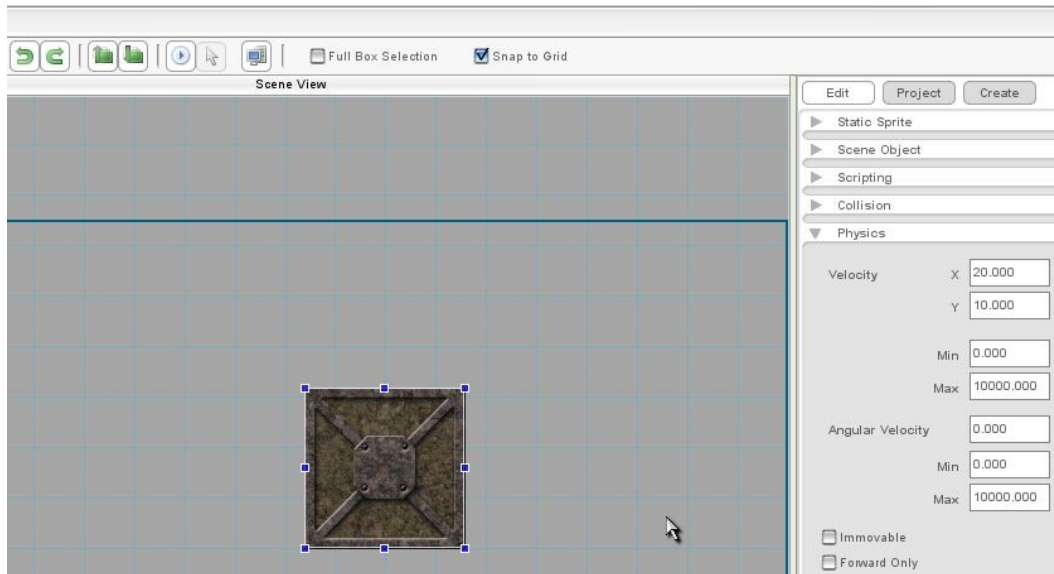 Full Box Selection Snap to Grid
Scene View
Edit Project Create
Static Sprite
Scene Object
Scripting
Collision
Physics
Velocity X 20.000
Y 10.000
Min 0.000
Max 10000.000
Angular Velocity 0.000
Min 0.000
Max 10000.000
Immovable
Forward Only